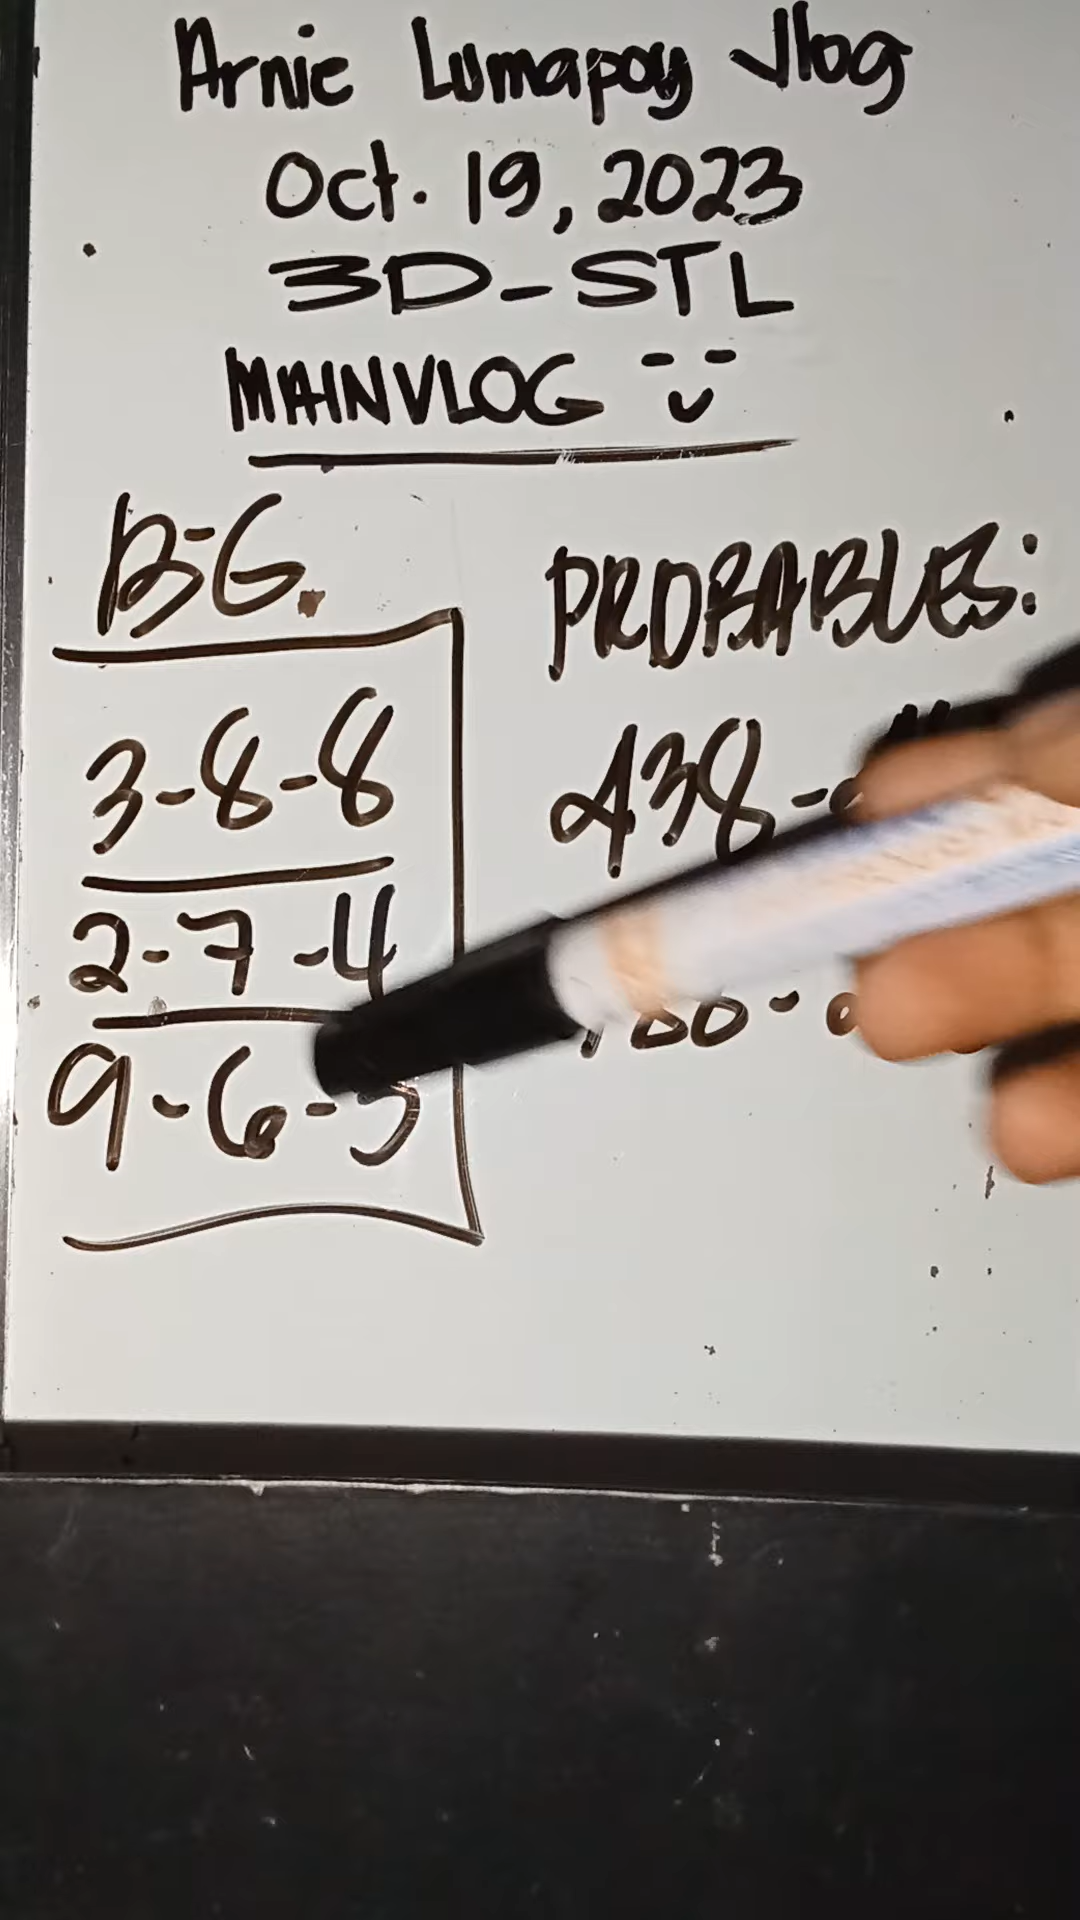 Arnie Lumapoy Vlog
Oct. 19, 2023
3D-STL
MAINVLOG
B-G.
3-8-8
2-7-4
9-6-5
PROBABLES:
438-